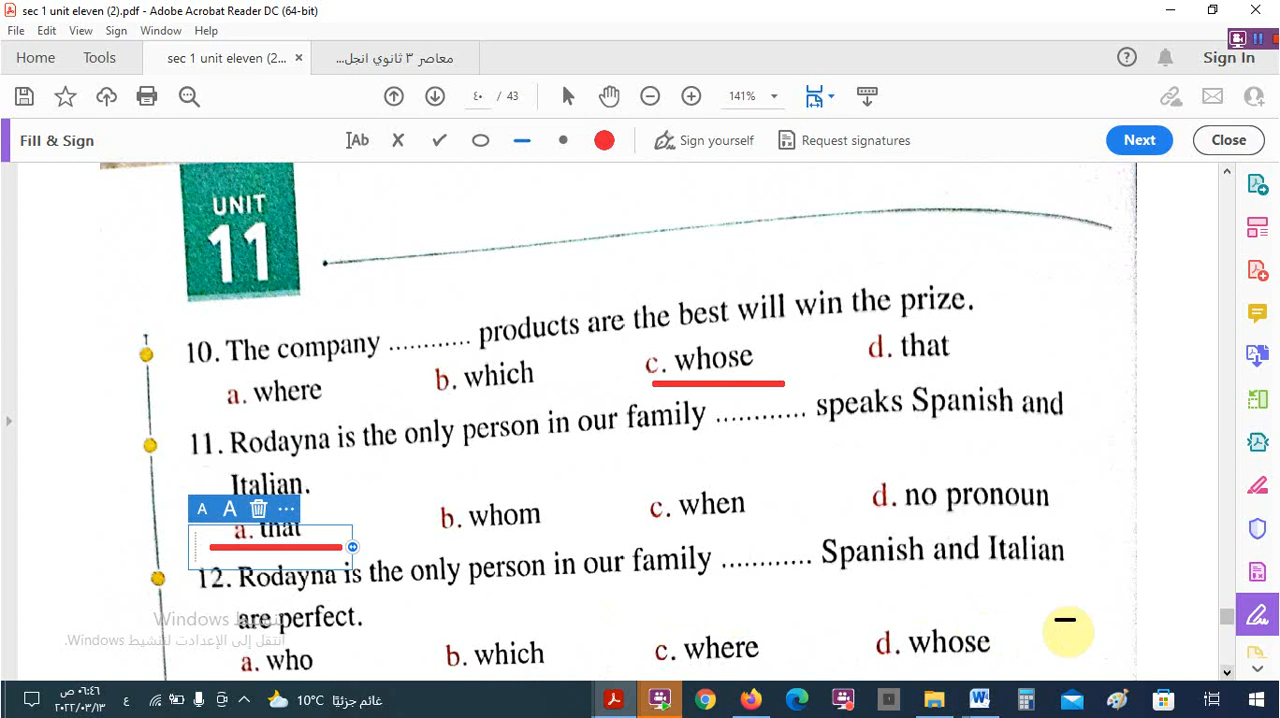 sec 1 unit eleven (2).pdf - Adobe Acrobat Reader DC (64-bit)
File Edit View Sign Window Help
Home Tools sec 1 unit eleven (2... × معاصر ٣ ثانوي انجل... Sign In
٤٠ / 43 141%
Fill & Sign Ab Sign yourself Request signatures Next Close
UNIT
11
10. The company ............ products are the best will win the prize.
a. where b. which c. whose d. that
11. Rodayna is the only person in our family ............ speaks Spanish and
Italian.
A A ...
a. that b. whom c. when d. no pronoun
12. Rodayna is the only person in our family ............ Spanish and Italian
are perfect.
تنشيط Windows
انتقل إلى الإعدادات لتنشيط Windows.
a. who b. which c. where d. whose
٠٦:٤٦ ص
٢٠٢٢/٠٣/١٣
ع
10°C غائم جزئيًا